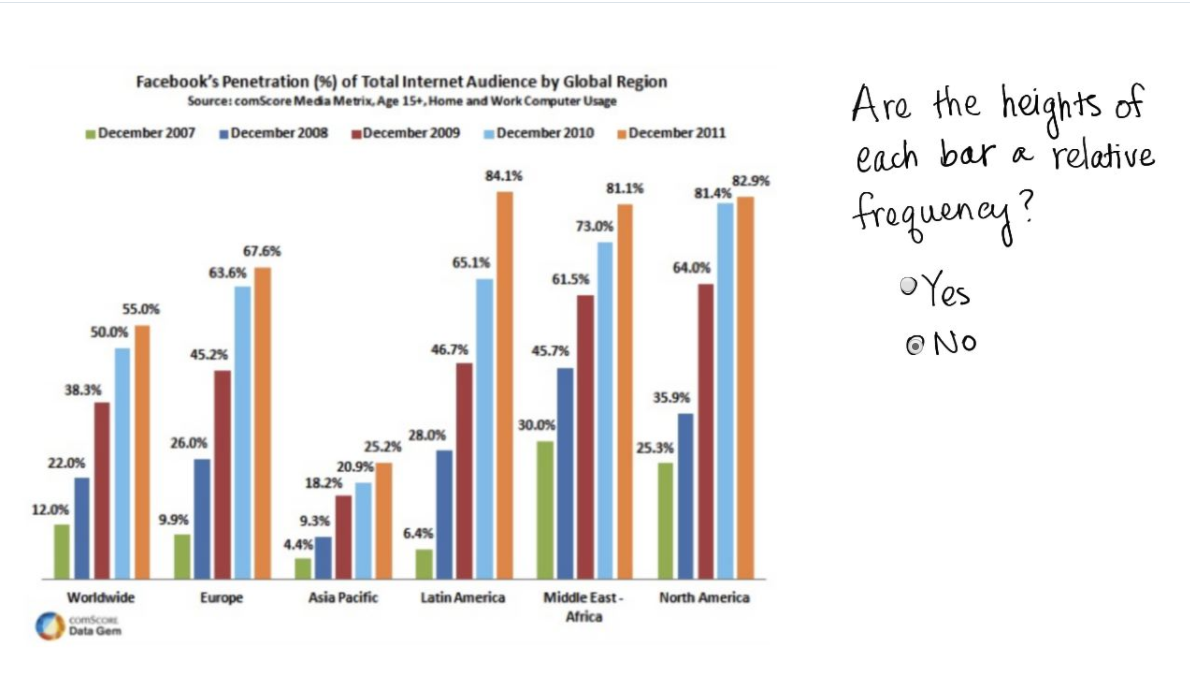 Facebook's Penetration (%) of Total Internet Audience by Global Region
Source: comScore Media Metrix, Age 15+, Home and Work Computer Usage
December 2007 December 2008 December 2009 December 2010 December 2011
12.0% 22.0% 38.3% 50.0% 55.0%
9.9% 26.0% 45.2% 63.6% 67.6%
4.4% 9.3% 18.2% 20.9% 25.2%
6.4% 28.0% 46.7% 65.1% 84.1%
30.0% 45.7% 61.5% 73.0% 81.1%
25.3% 35.9% 64.0% 81.4% 82.9%
Worldwide Europe Asia Pacific Latin America Middle East - North America
Africa
comSCORE
Data Gem
Are the heights of
each bar a relative
frequency?
Yes
No